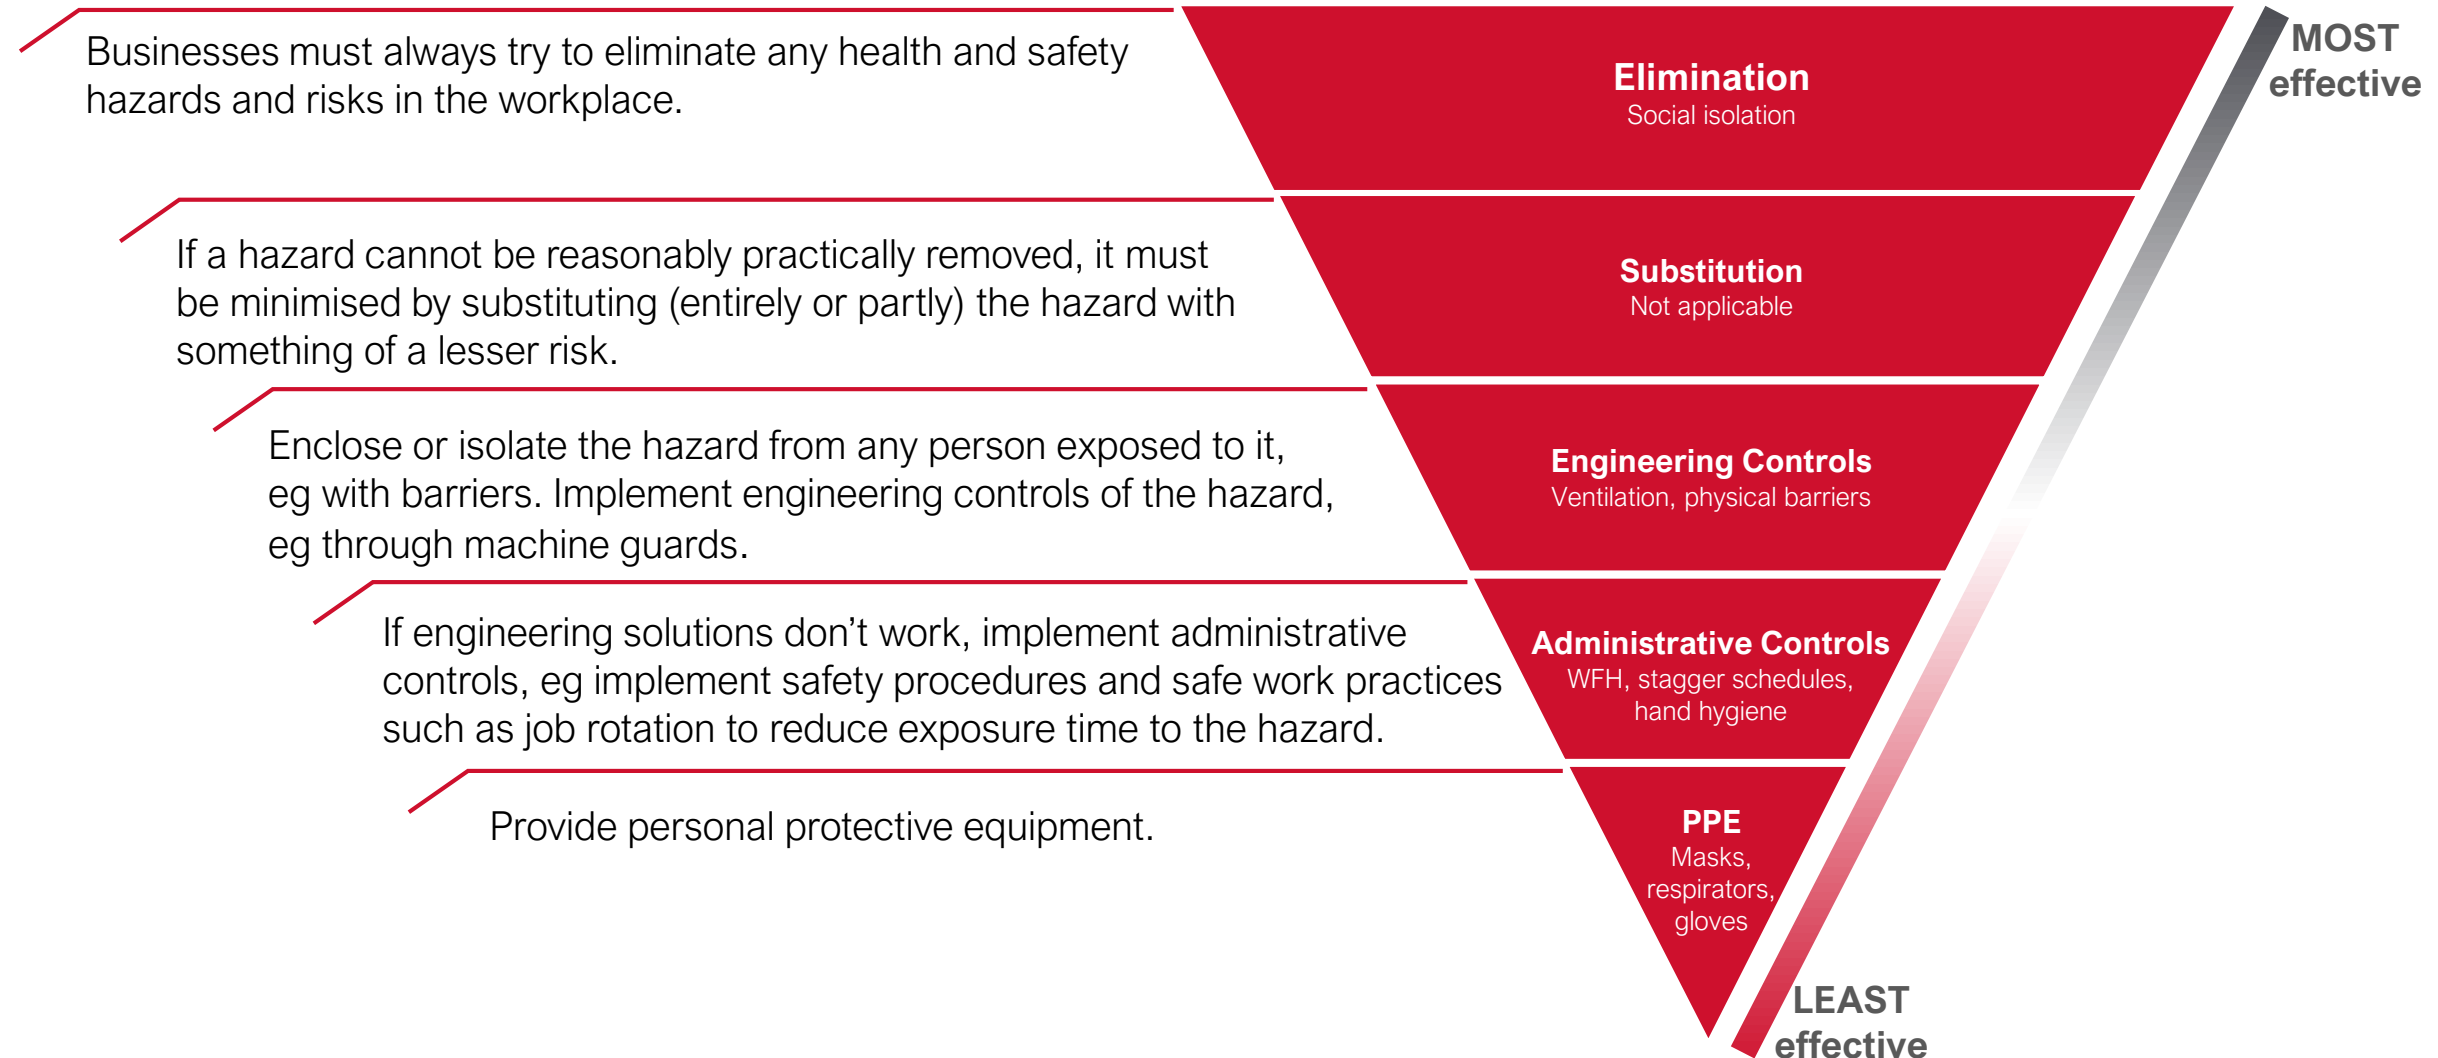 Businesses must always try to eliminate any health and safety
hazards and risks in the workplace.
Elimination
Social isolation
MOST
effective
If a hazard cannot be reasonably practically removed, it must
be minimised by substituting (entirely or partly) the hazard with
something of a lesser risk.
Substitution
Not applicable
Enclose or isolate the hazard from any person exposed to it,
eg with barriers. Implement engineering controls of the hazard,
eg through machine guards.
Engineering Controls
Ventilation, physical barriers
If engineering solutions don’t work, implement administrative
controls, eg implement safety procedures and safe work practices
such as job rotation to reduce exposure time to the hazard.
Administrative Controls
WFH, stagger schedules,
hand hygiene
Provide personal protective equipment.
PPE
Masks,
respirators,
gloves
LEAST
effective